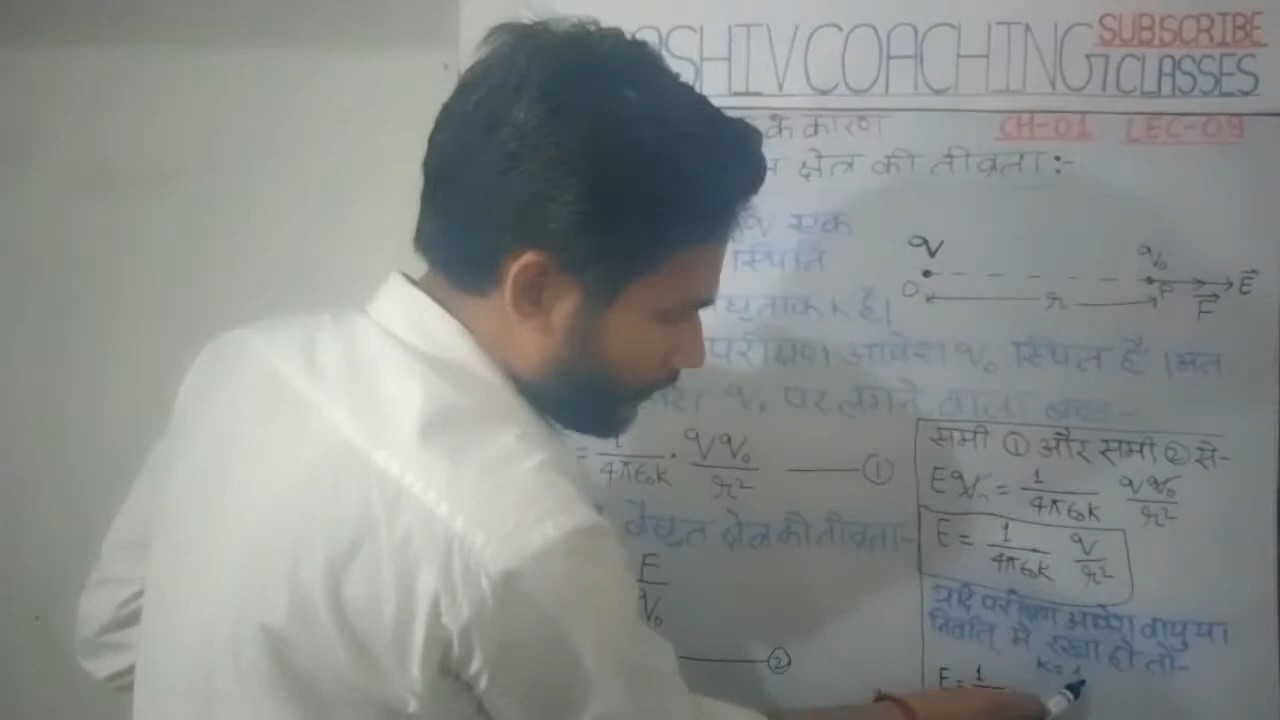 SHIV COACHING CLASSES
SUBSCRIBE
के कारण CH-01 LEC-09
क्षेत्र की तीव्रता :-
एक
स्थित
K है।
q q₀
O r P E⃗
F⃗
परीक्षण आवेश q₀ स्थित है । अत
q₀ पर लगने वाला बल-
= 1/4πε₀K · qq₀/r² —— ①
वैद्युत क्षेत्र की तीव्रता-
F/q₀
—— ②
समी ① और समी ② से-
Eq₀ = 1/4πε₀K qq₀/r²
E = 1/4πε₀K q/r²
यदि परीक्षण आवेश वायु या
निर्वात में रखा हो तो-
K=1
E = 1